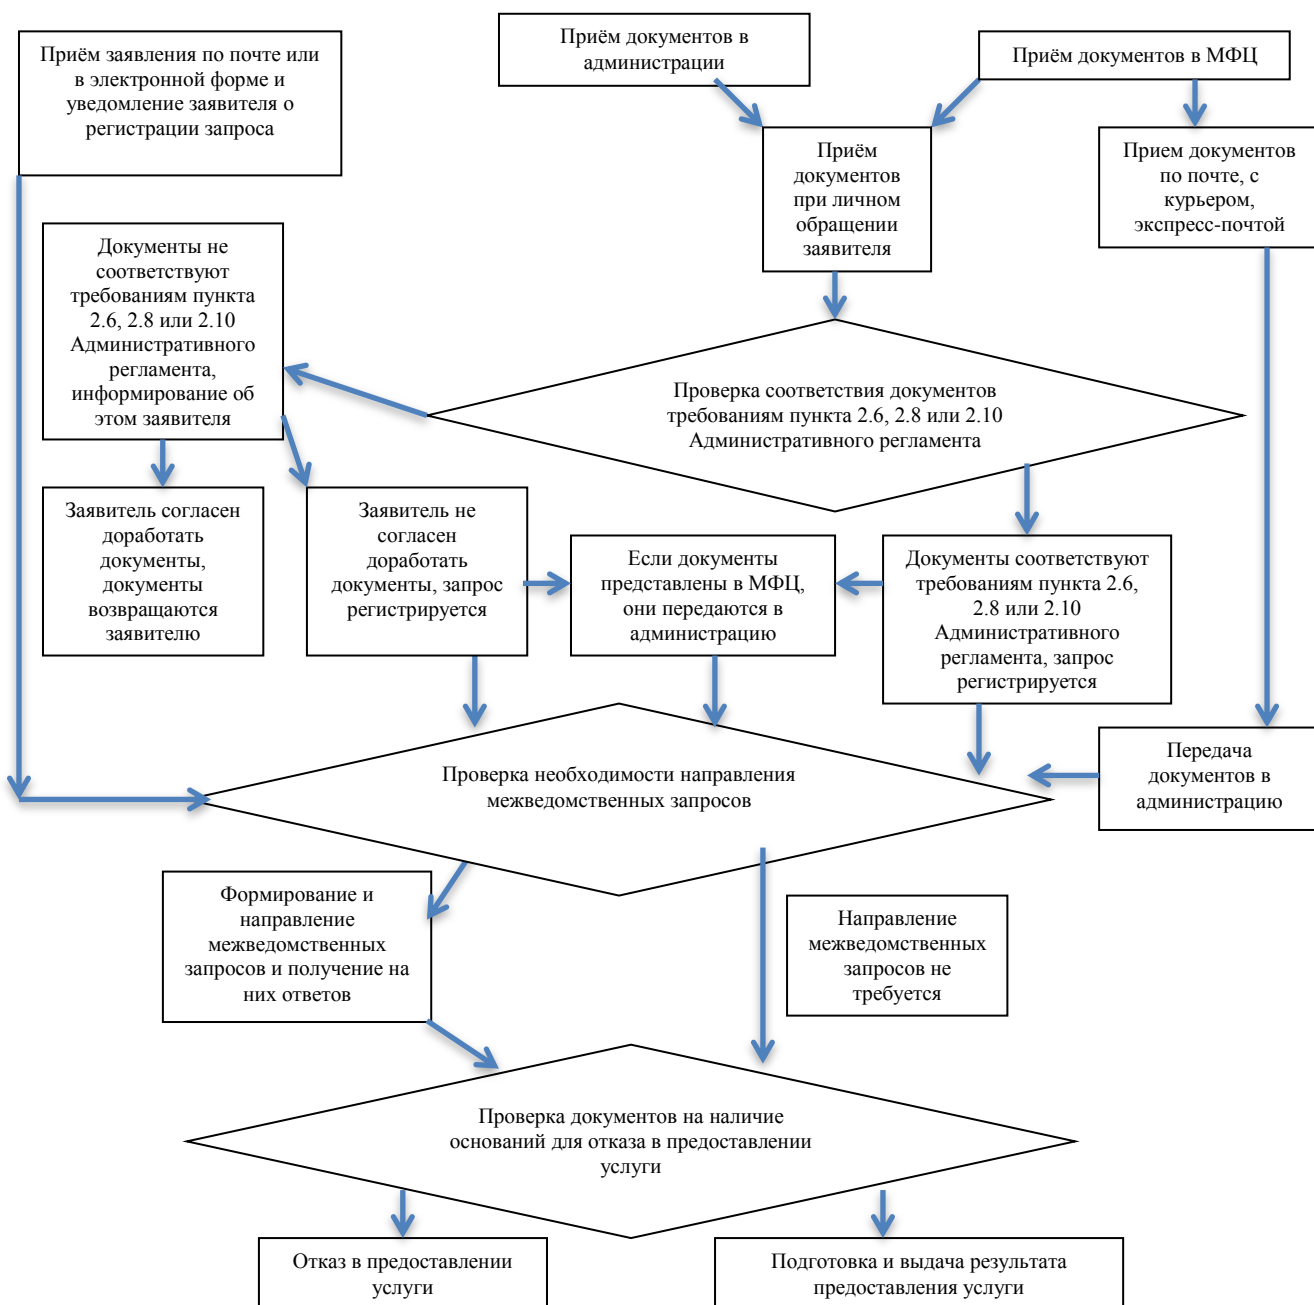 Приём заявления по почте или
в электронной форме и
уведомление заявителя о
регистрации запроса
Приём документов в
администрации
Приём документов в МФЦ
Приём
документов
при личном
обращении
заявителя
Прием документов
по почте, с
курьером,
экспресс-почтой
Документы не
соответствуют
требованиям пункта
2.6, 2.8 или 2.10
Административного
регламента,
информирование об
этом заявителя
Проверка соответствия документов
требованиям пункта 2.6, 2.8 или 2.10
Административного регламента
Заявитель согласен
доработать
документы,
документы
возвращаются
заявителю
Заявитель не
согласен
доработать
документы, запрос
регистрируется
Если документы
представлены в МФЦ,
они передаются в
администрацию
Документы соответствуют
требованиям пункта 2.6,
2.8 или 2.10
Административного
регламента, запрос
регистрируется
Проверка необходимости направления
межведомственных запросов
Передача
документов в
администрацию
Формирование и
направление
межведомственных
запросов и получение на
них ответов
Направление
межведомственных
запросов не
требуется
Проверка документов на наличие
оснований для отказа в предоставлении
услуги
Отказ в предоставлении
услуги
Подготовка и выдача результата
предоставления услуги